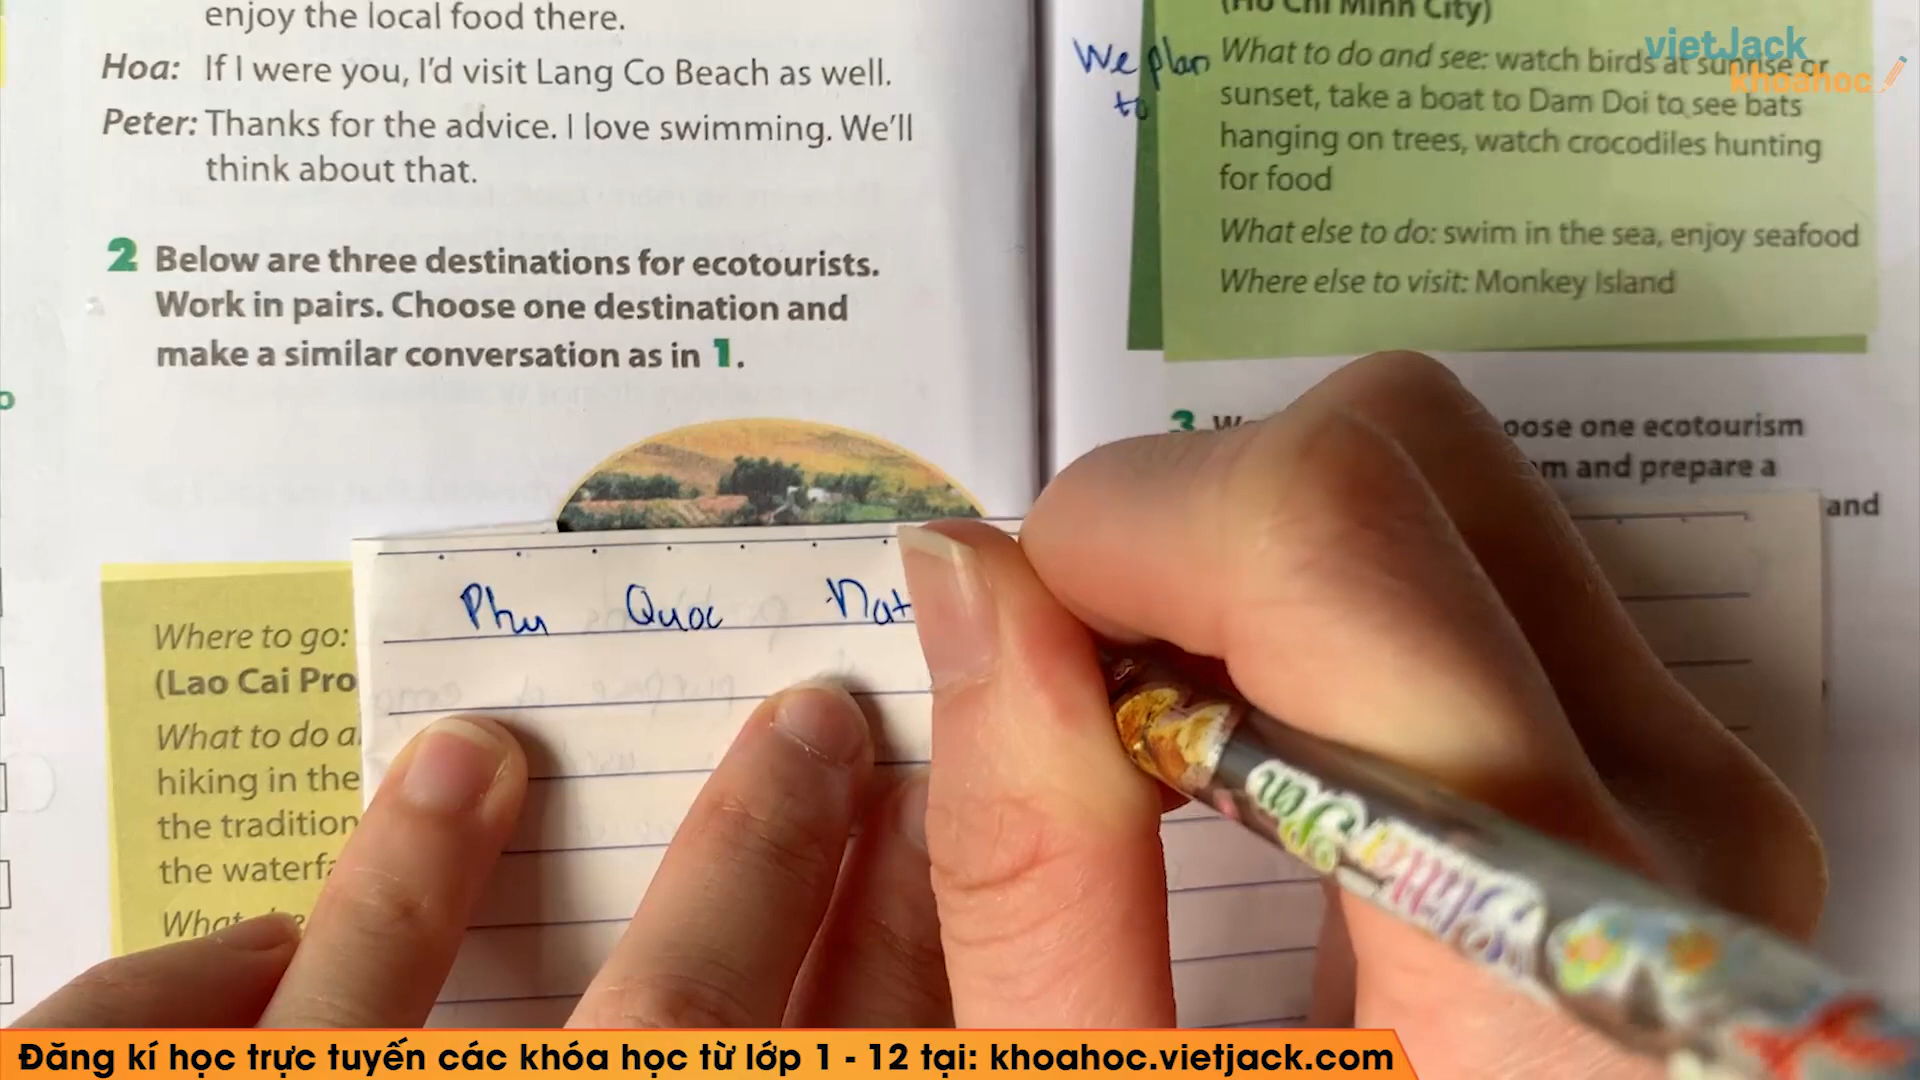 enjoy the local food there.
Hoa: If I were you, I'd visit Lang Co Beach as well.
Peter: Thanks for the advice. I love swimming. We'll
think about that.
2 Below are three destinations for ecotourists.
Work in pairs. Choose one destination and
make a similar conversation as in 1.
Where to go:
(Lao Cai Pro
What to do a
hiking in the
the tradition
the waterfa
What
Phu Quoc Nat
We plan
to
(Ho Chi Minh City)
What to do and see: watch birds at sunrise or
sunset, take a boat to Dam Doi to see bats
hanging on trees, watch crocodiles hunting
for food
What else to do: swim in the sea, enjoy seafood
Where else to visit: Monkey Island
3 W oose one ecotourism
m and prepare a
and
vietJack
khoahoc
Đăng kí học trực tuyến các khóa học từ lớp 1 - 12 tại: khoahoc.vietjack.com